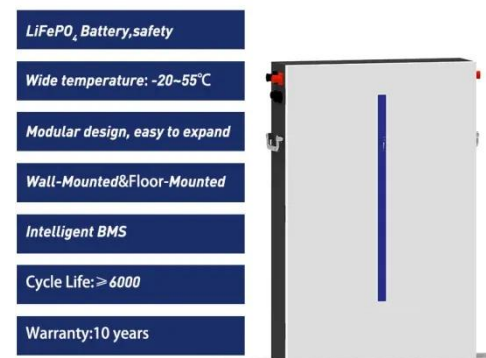 LiFePO₄ Battery,safety
Wide temperature: -20~55℃
Modular design, easy to expand
Wall-Mounted&Floor-Mounted
Intelligent BMS
Cycle Life:≥6000
Warranty:10 years